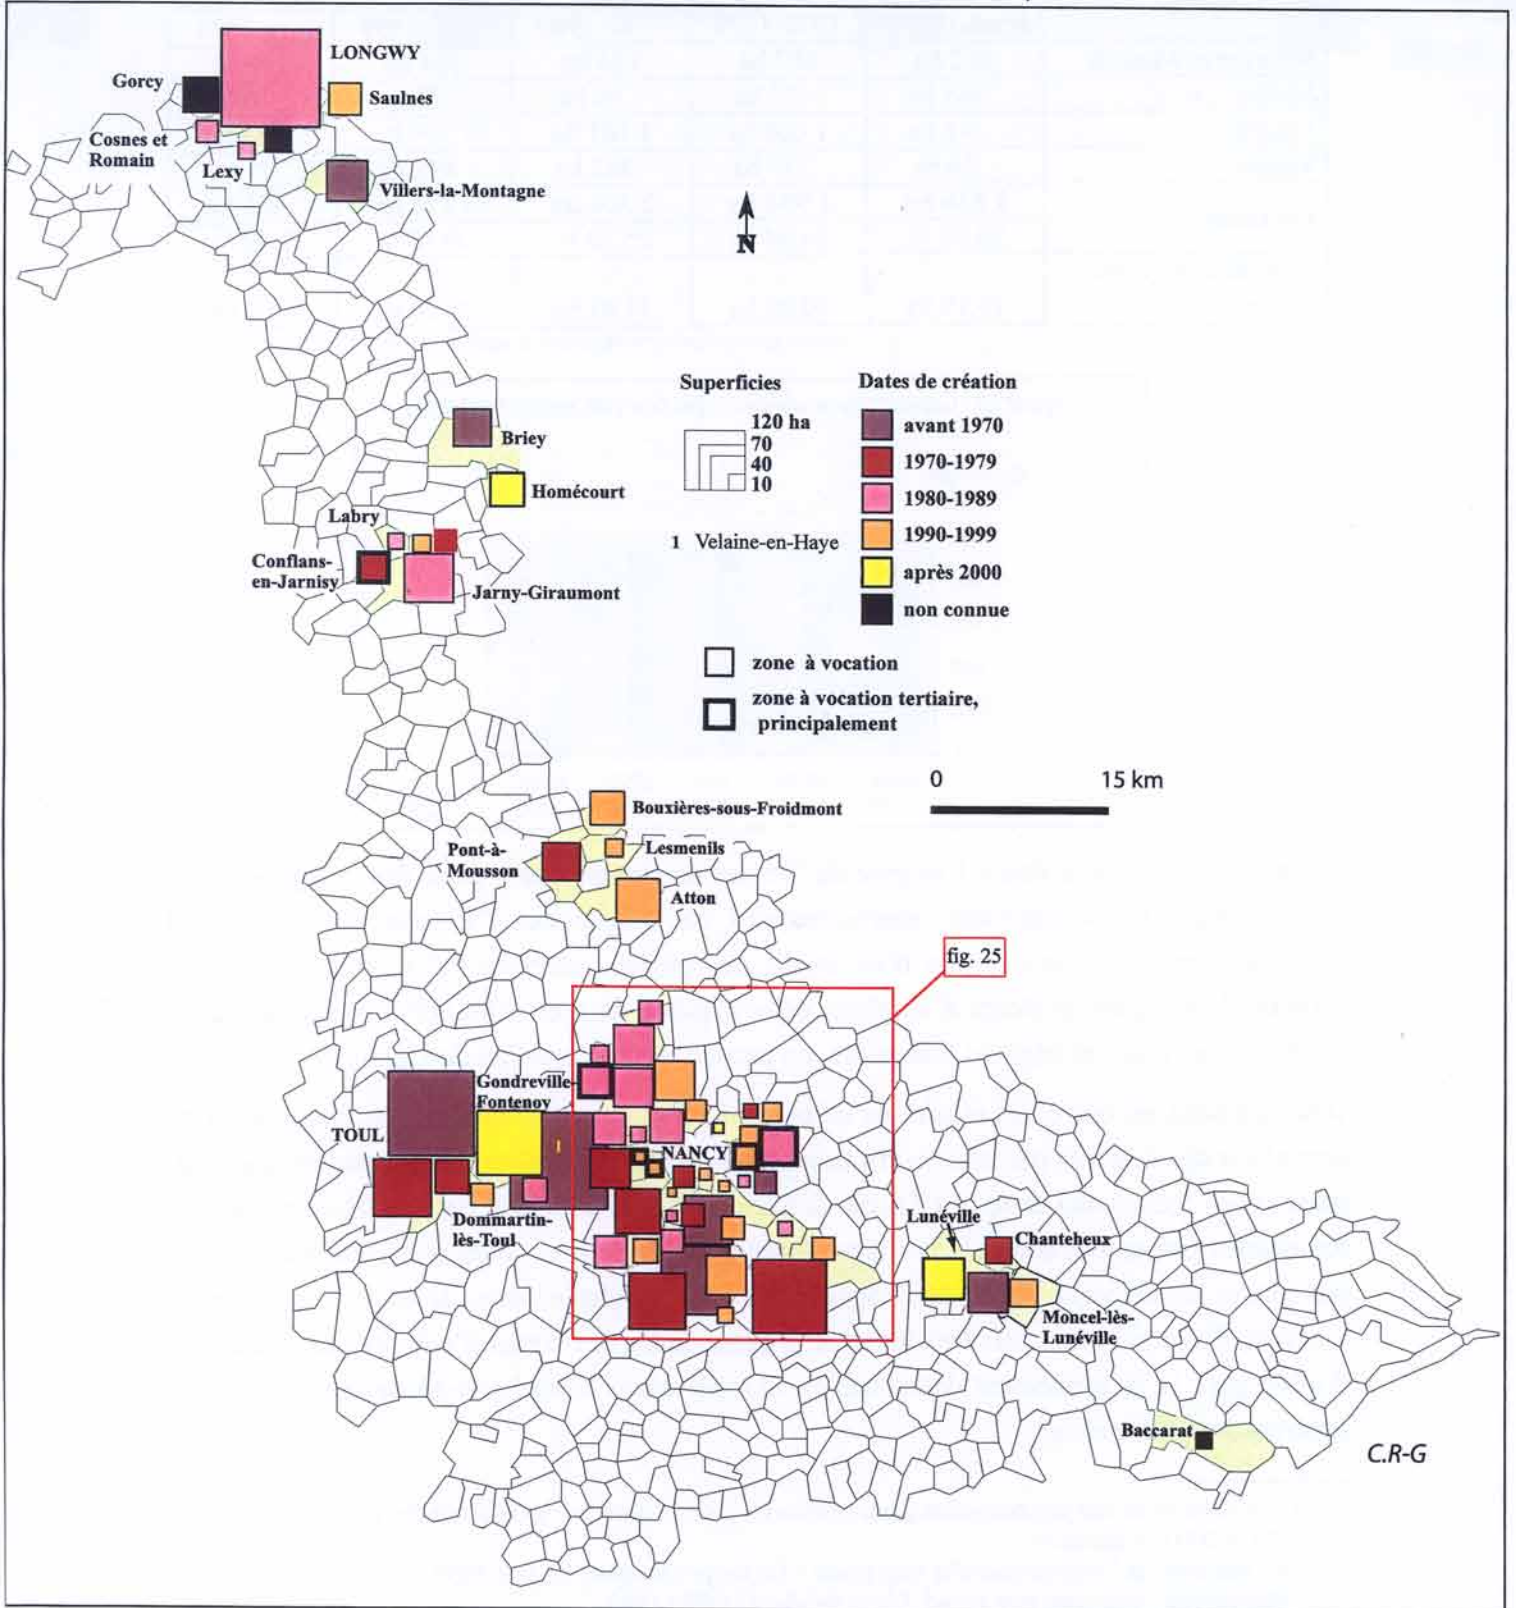 LONGWY
Gorcy
Saulnes
Cosnes et
Romain
Lexy
Villers-la-Montagne
N
Superficies
120 ha
70
40
10
Dates de création
avant 1970
1970-1979
1980-1989
1990-1999
après 2000
non connue
1 Velaine-en-Haye
zone à vocation
zone à vocation tertiaire,
principalement
0 15 km
Briey
Homécourt
Labry
Conflans-
en-Jarnisy
Jarny-Giraumont
Bouxières-sous-Froidmont
Pont-à-
Mousson
Lesmenils
Atton
fig. 25
Gondreville-
Fontenoy
TOUL
1
NANCY
Dommartin-
lès-Toul
Lunéville
Chanteheux
Moncel-lès-
Lunéville
Baccarat
C.R-G